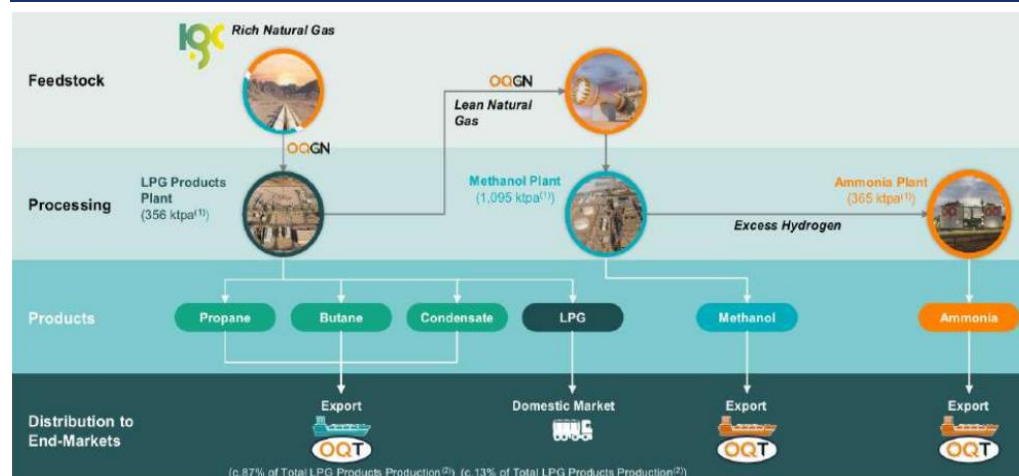 IGC
Rich Natural Gas
Feedstock
OQGN
Lean Natural
Gas
OQGN
LPG Products
Plant
(356 ktpa⁽¹⁾)
Processing
Methanol Plant
(1,095 ktpa⁽¹⁾)
Ammonia Plant
(365 ktpa⁽¹⁾)
Excess Hydrogen
Products
Propane
Butane
Condensate
LPG
Methanol
Ammonia
Distribution to
End-Markets
Export
OQT
Domestic Market
Export
OQT
Export
OQT
(c.87% of Total LPG Products Production⁽²⁾) (c.13% of Total LPG Products Production⁽²⁾)